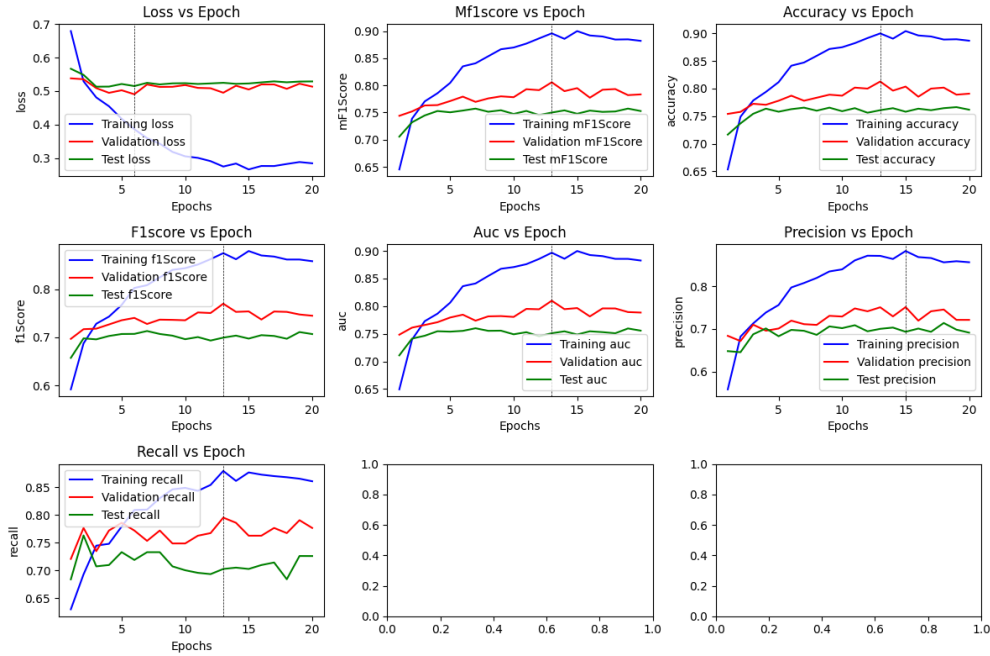 Loss vs Epoch
0.7
0.6
0.5
0.4
0.3
loss
Training loss
Validation loss
Test loss
5
10
15
20
Epochs
Mf1score vs Epoch
0.90
0.85
0.80
0.75
0.70
0.65
mF1Score
Training mF1Score
Validation mF1Score
Test mF1Score
5
10
15
20
Epochs
Accuracy vs Epoch
0.90
0.85
0.80
0.75
0.70
0.65
accuracy
Training accuracy
Validation accuracy
Test accuracy
5
10
15
20
Epochs
F1score vs Epoch
0.8
0.7
0.6
f1Score
Training f1Score
Validation f1Score
Test f1Score
5
10
15
20
Epochs
Auc vs Epoch
0.90
0.85
0.80
0.75
0.70
0.65
auc
Training auc
Validation auc
Test auc
5
10
15
20
Epochs
Precision vs Epoch
0.8
0.7
0.6
precision
Training precision
Validation precision
Test precision
5
10
15
20
Epochs
Recall vs Epoch
0.85
0.80
0.75
0.70
0.65
recall
Training recall
Validation recall
Test recall
5
10
15
20
Epochs
1.0
0.8
0.6
0.4
0.2
0.0
0.0
0.2
0.4
0.6
0.8
1.0
1.0
0.8
0.6
0.4
0.2
0.0
0.0
0.2
0.4
0.6
0.8
1.0